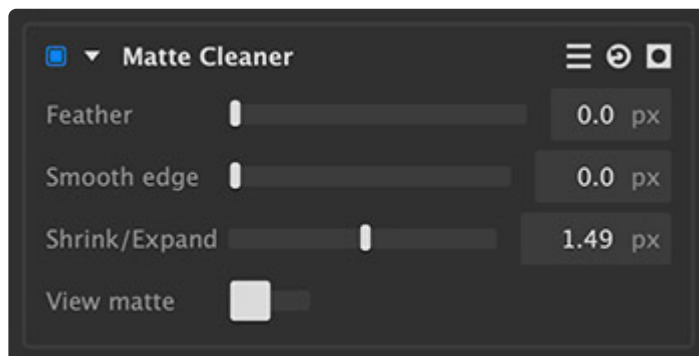 Matte Cleaner
Feather 0.0 px
Smooth edge 0.0 px
Shrink/Expand 1.49 px
View matte